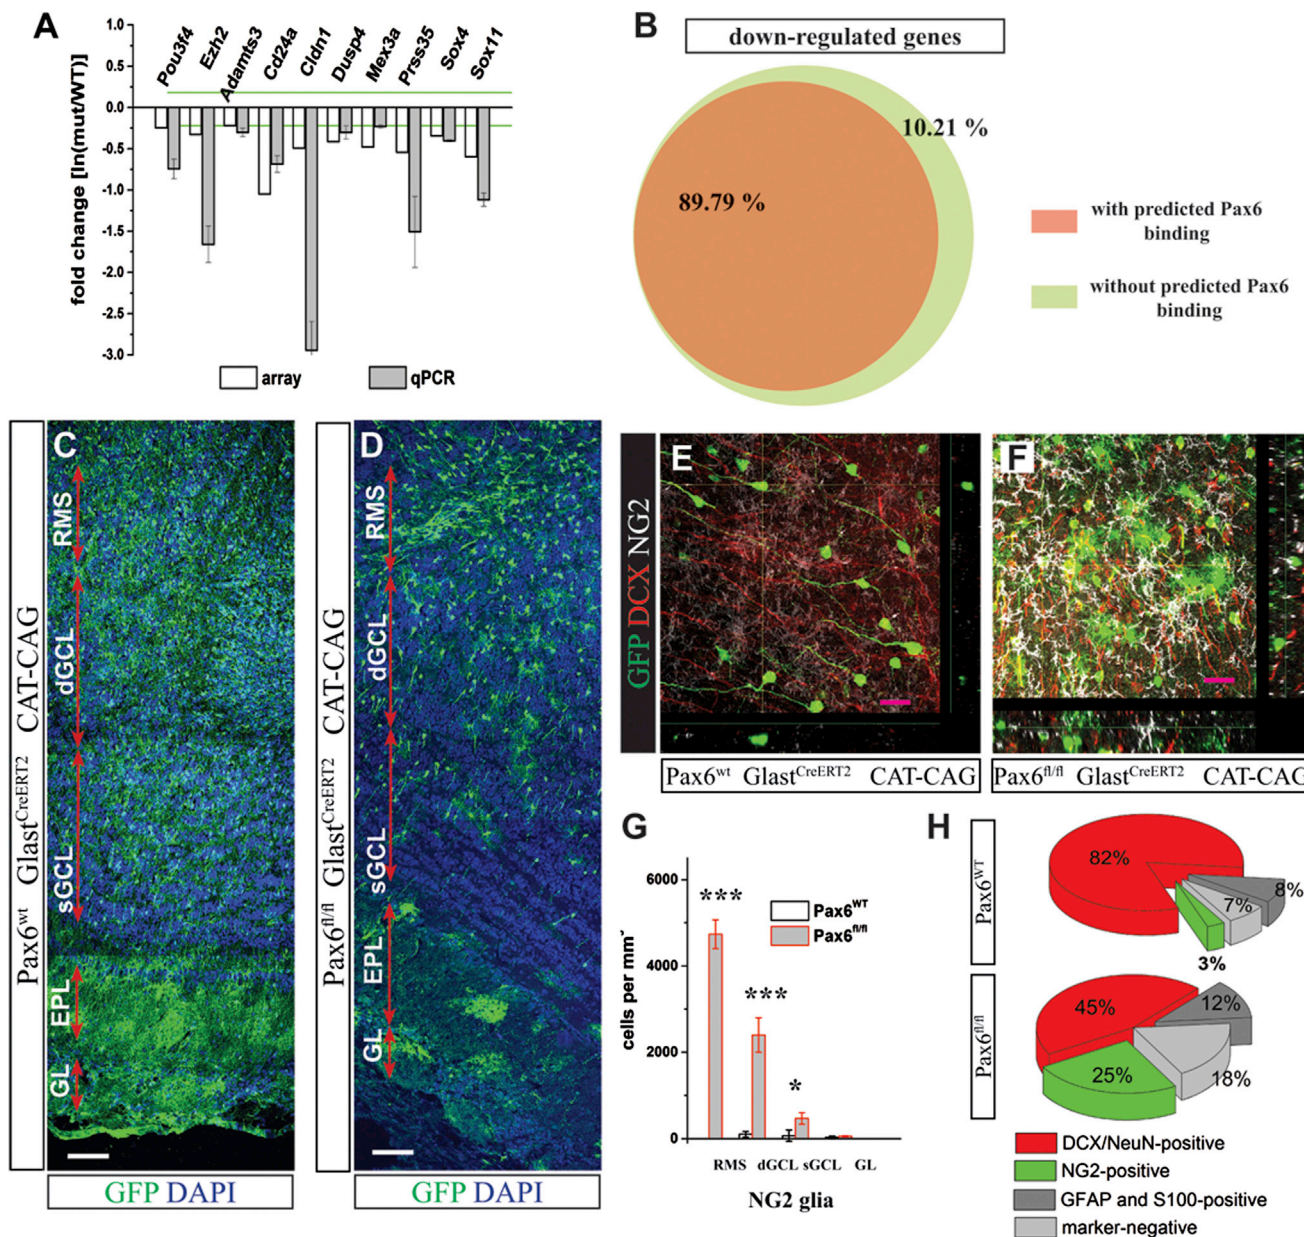 A
Pou3f4
Ezh2
Adamts3
Cd24a
Cldn1
Dusp4
Mex3a
Prss35
Sox4
Sox11
fold change [ln(mut/WT)]
1.0
0.5
0.0
-0.5
-1.0
-1.5
-2.0
-2.5
-3.0
array
qPCR
B
down-regulated genes
10.21 %
89.79 %
with predicted Pax6
binding
without predicted Pax6
binding
C
Pax6wt GlastCreERT2 CAT-CAG
RMS
dGCL
sGCL
EPL
GL
GFP DAPI
D
Pax6fl/fl GlastCreERT2 CAT-CAG
RMS
dGCL
sGCL
EPL
GL
GFP DAPI
GFP DCX NG2
E
Pax6wt GlastCreERT2 CAT-CAG
F
Pax6fl/fl GlastCreERT2 CAT-CAG
G
cells per mm³
6000
4000
2000
0
***
***
*
Pax6WT
Pax6fl/fl
RMS dGCL sGCL GL
NG2 glia
H
Pax6WT
82%
8%
7%
3%
Pax6fl/fl
45%
12%
25%
18%
DCX/NeuN-positive
NG2-positive
GFAP and S100-positive
marker-negative